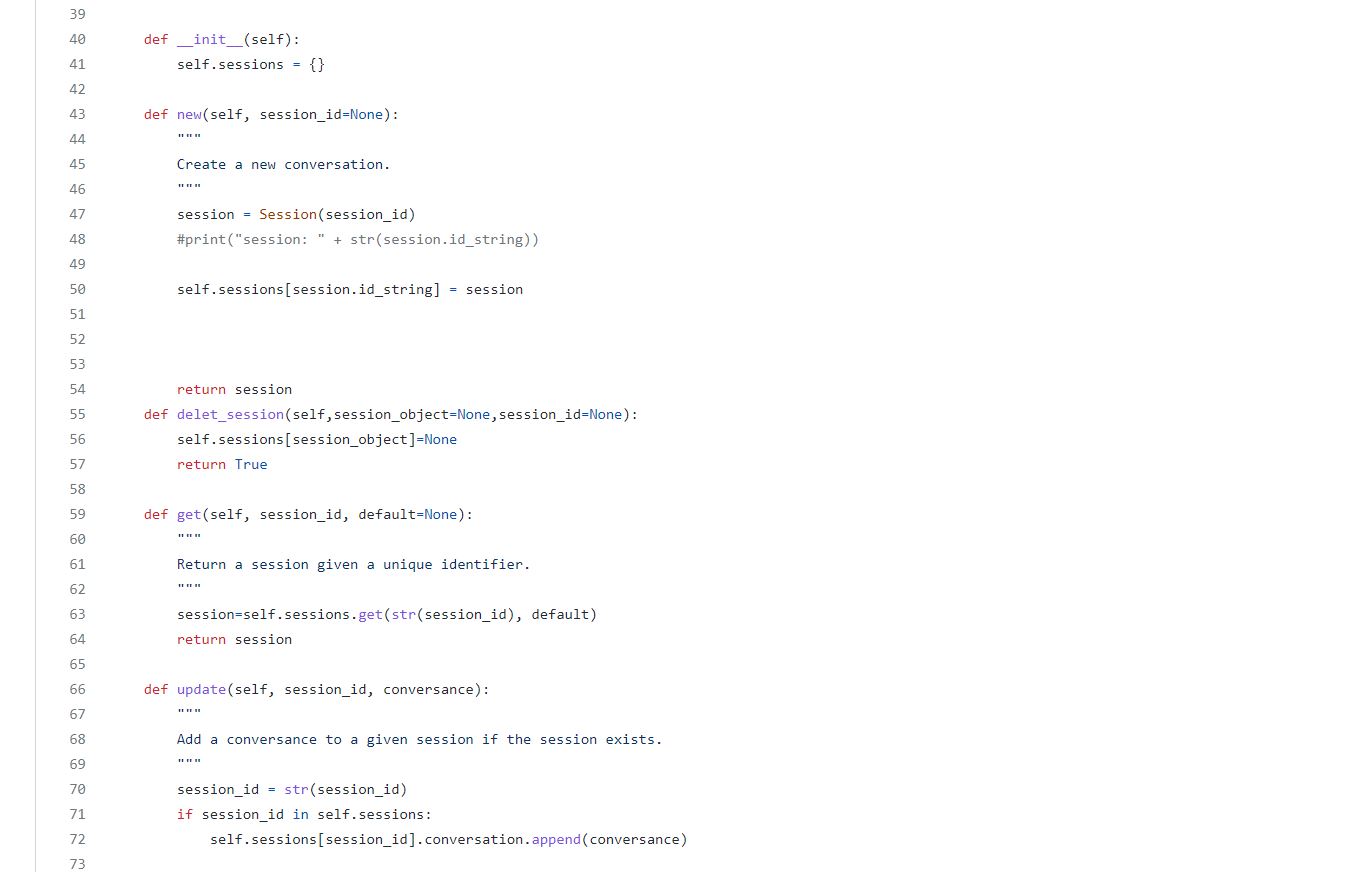 39
40 def __init__(self):
41 self.sessions = {}
42
43 def new(self, session_id=None):
44 """
45 Create a new conversation.
46 """
47 session = Session(session_id)
48 #print("session: " + str(session.id_string))
49
50 self.sessions[session.id_string] = session
51
52
53
54 return session
55 def delet_session(self,session_object=None,session_id=None):
56 self.sessions[session_object]=None
57 return True
58
59 def get(self, session_id, default=None):
60 """
61 Return a session given a unique identifier.
62 """
63 session=self.sessions.get(str(session_id), default)
64 return session
65
66 def update(self, session_id, conversance):
67 """
68 Add a conversance to a given session if the session exists.
69 """
70 session_id = str(session_id)
71 if session_id in self.sessions:
72 self.sessions[session_id].conversation.append(conversance)
73